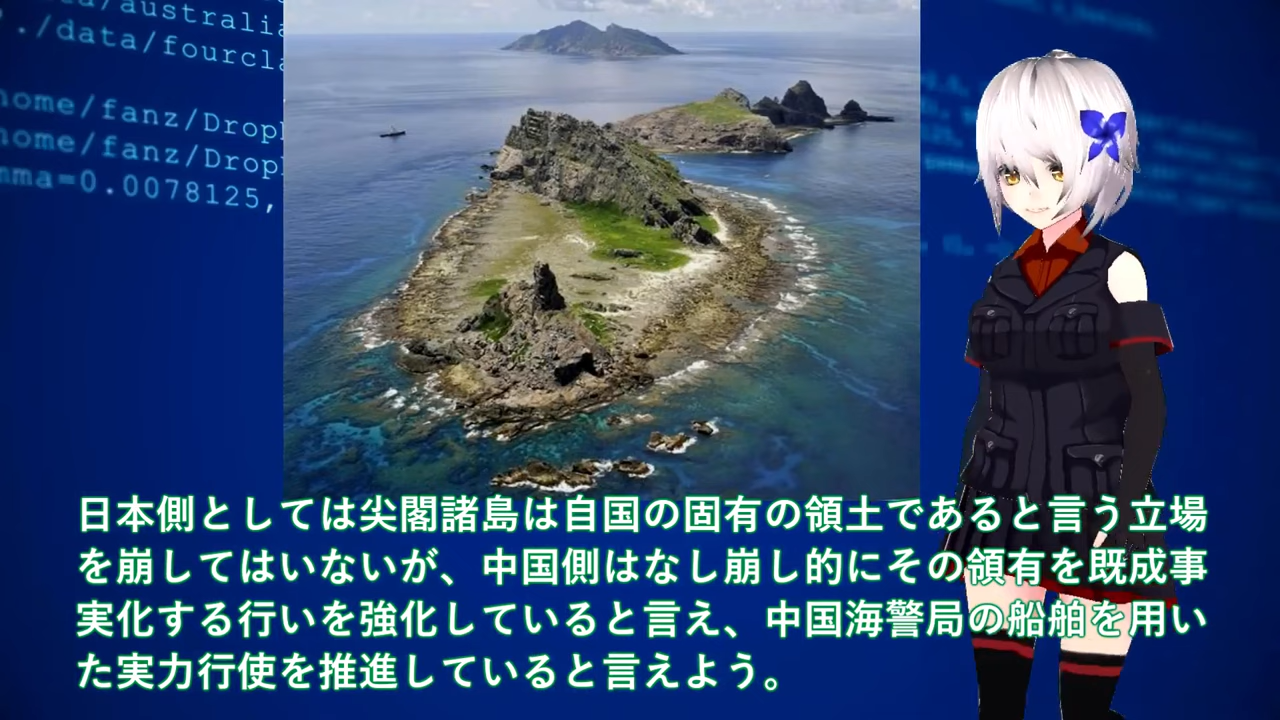 ta/australia
./data/fourcla
home/fanz/Drop
home/fanz/Drop
mma=0.0078125,
日本側としては尖閣諸島は自国の固有の領土であると言う立場
を崩してはいないが、中国側はなし崩し的にその領有を既成事
実化する行いを強化していると言え、中国海警局の船舶を用い
た実力行使を推進していると言えよう。